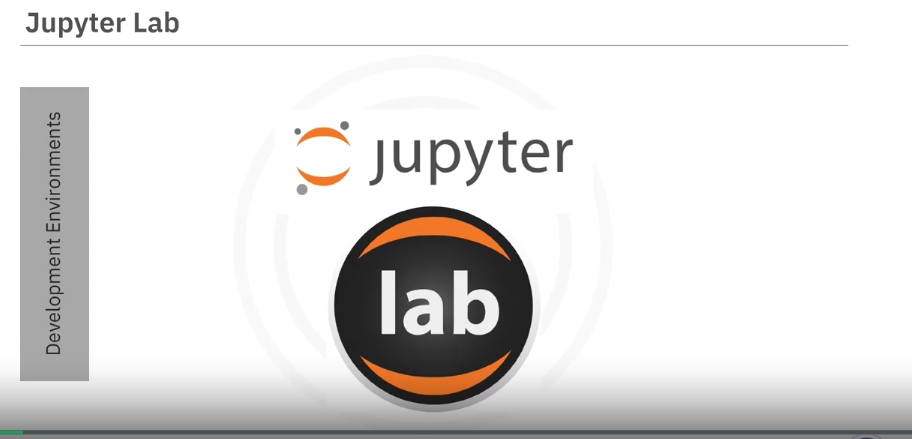 Jupyter Lab
Development Environments
jupyter
lab